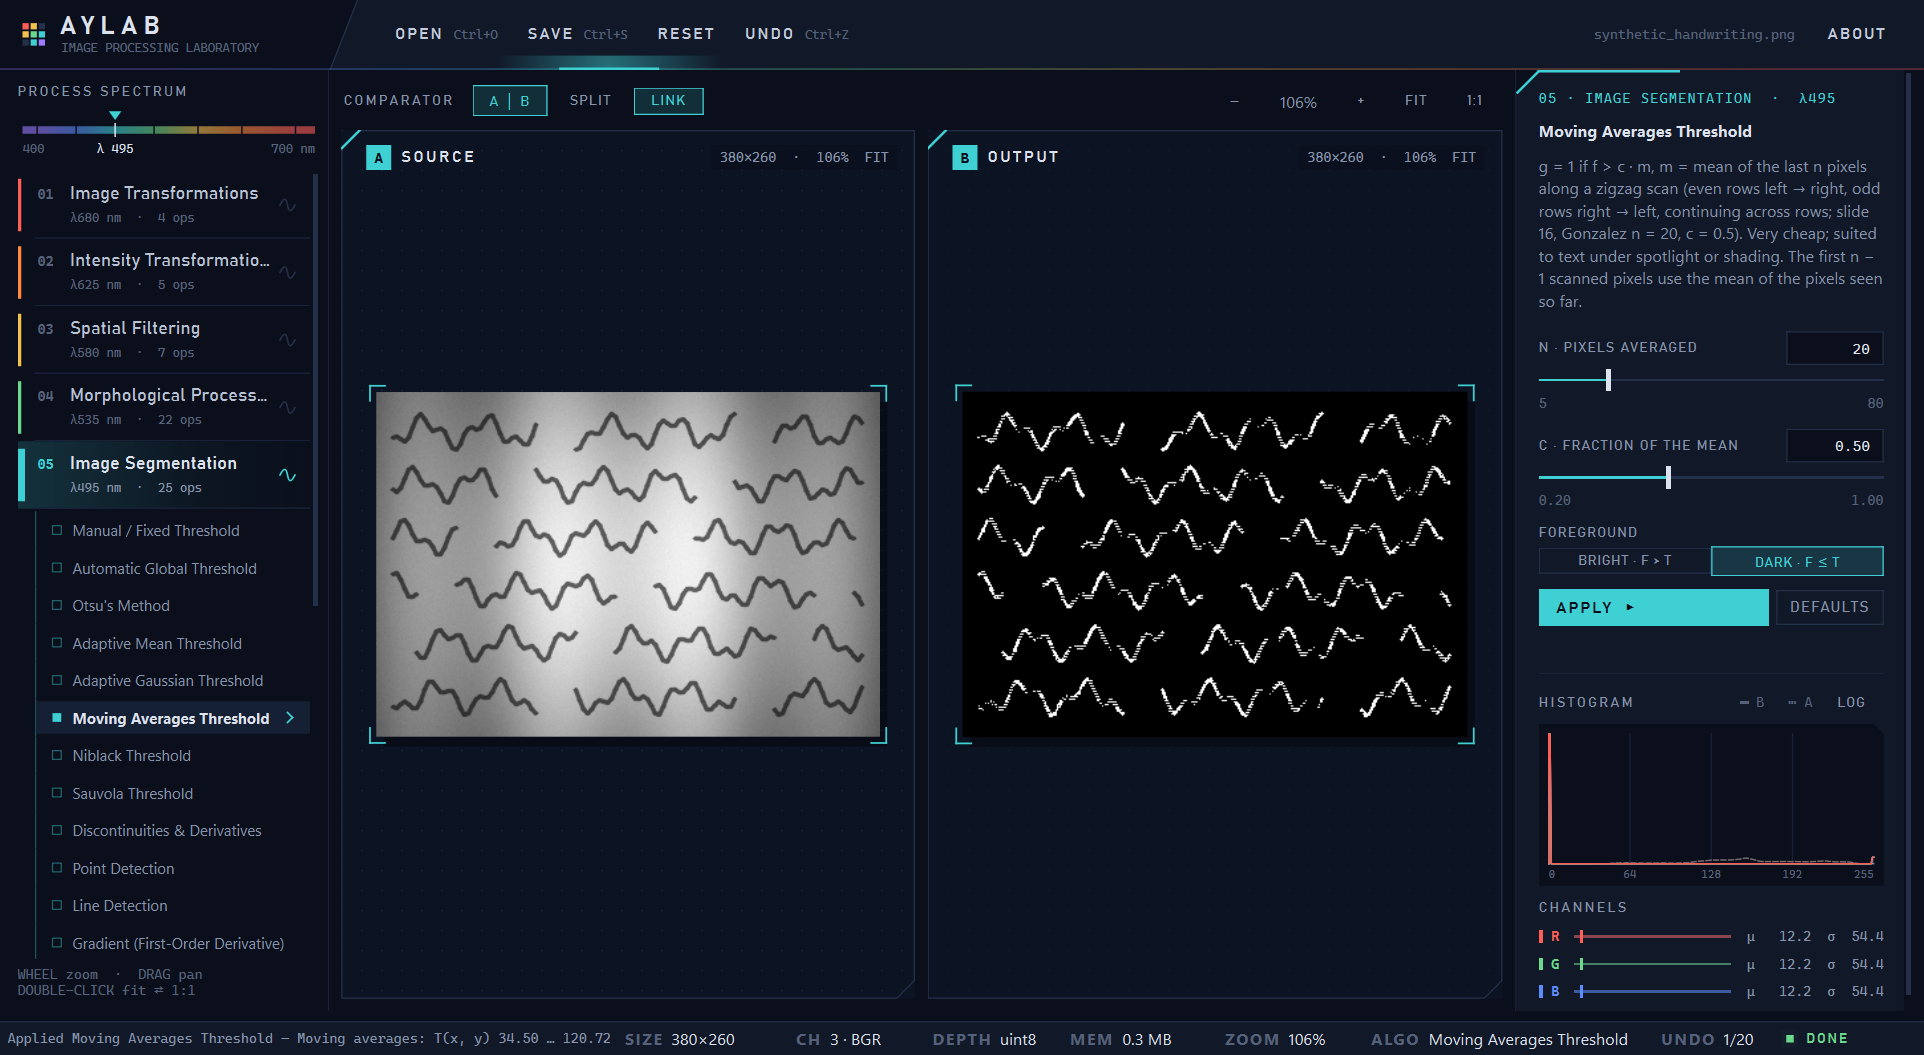 AYLAB
IMAGE PROCESSING LABORATORY
OPEN Ctrl+O SAVE Ctrl+S RESET UNDO Ctrl+Z
synthetic_handwriting.png ABOUT
PROCESS SPECTRUM
400 λ 495 700 nm
01 Image Transformations
λ680 nm · 4 ops
02 Intensity Transformatio…
λ625 nm · 5 ops
03 Spatial Filtering
λ580 nm · 7 ops
04 Morphological Process…
λ535 nm · 22 ops
05 Image Segmentation
λ495 nm · 25 ops
Manual / Fixed Threshold
Automatic Global Threshold
Otsu's Method
Adaptive Mean Threshold
Adaptive Gaussian Threshold
Moving Averages Threshold
Niblack Threshold
Sauvola Threshold
Discontinuities & Derivatives
Point Detection
Line Detection
Gradient (First-Order Derivative)
WHEEL zoom · DRAG pan
DOUBLE-CLICK fit ⇄ 1:1
COMPARATOR A | B SPLIT LINK − 106% + FIT 1:1
A SOURCE 380×260 · 106% FIT
B OUTPUT 380×260 · 106% FIT
05 · IMAGE SEGMENTATION · λ495
Moving Averages Threshold
g = 1 if f > c · m, m = mean of the last n pixels
along a zigzag scan (even rows left → right, odd
rows right → left, continuing across rows; slide
16, Gonzalez n = 20, c = 0.5). Very cheap; suited
to text under spotlight or shading. The first n −
1 scanned pixels use the mean of the pixels seen
so far.
N · PIXELS AVERAGED 20
5 80
C · FRACTION OF THE MEAN 0.50
0.20 1.00
FOREGROUND
BRIGHT · F > T DARK · F ≤ T
APPLY ▸ DEFAULTS
HISTOGRAM B A LOG
0 64 128 192 255
CHANNELS
R μ 12.2 σ 54.4
G μ 12.2 σ 54.4
B μ 12.2 σ 54.4
Applied Moving Averages Threshold — Moving averages: T(x, y) 34.50 … 120.72 SIZE 380×260 CH 3 · BGR DEPTH uint8 MEM 0.3 MB ZOOM 106% ALGO Moving Averages Threshold UNDO 1/20 DONE